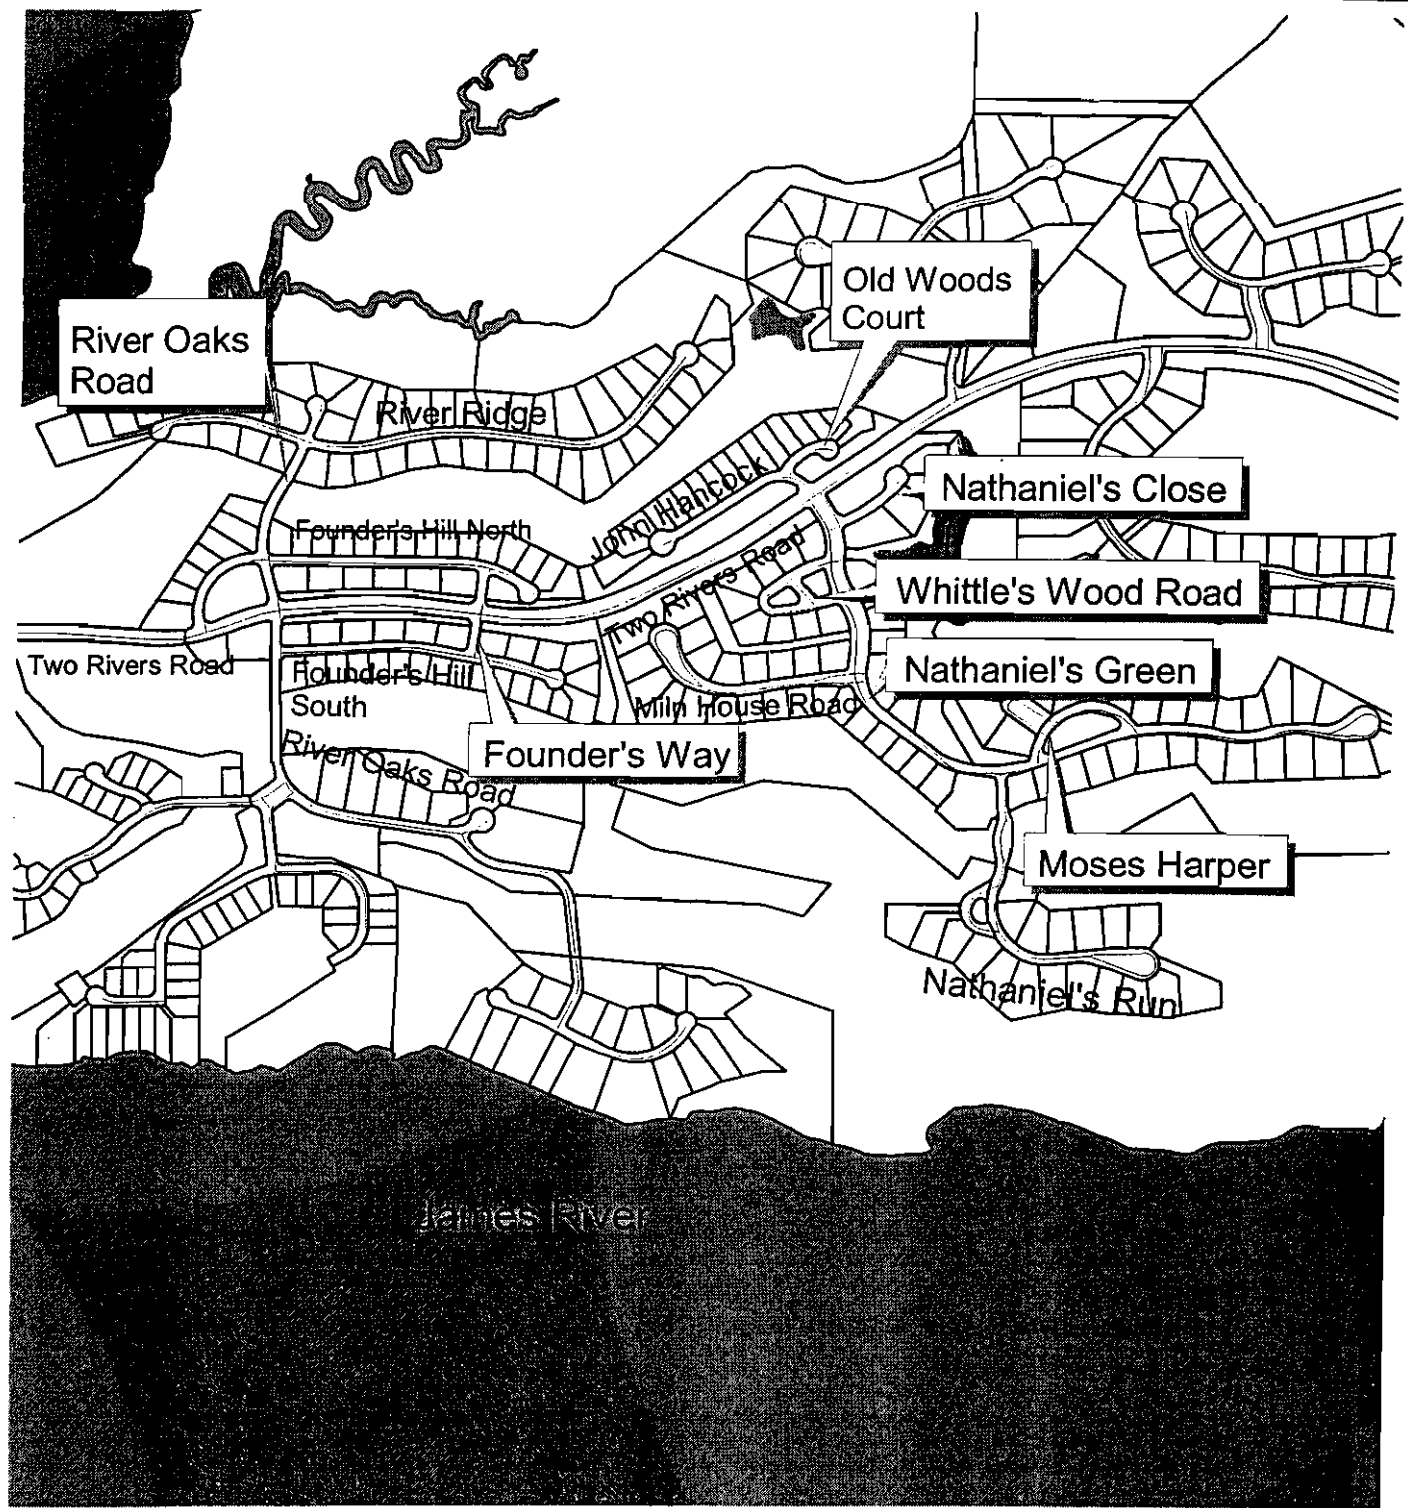 Old Woods
Court
River Oaks
Road
River Ridge
John Hancock
Nathaniel's Close
Founder's Hill North
Two Rivers Road
Whittle's Wood Road
Two Rivers Road
Founder's Hill
South
Nathaniel's Green
Miln House Road
River Oaks Road
Founder's Way
Moses Harper
Nathaniel's Run
James River